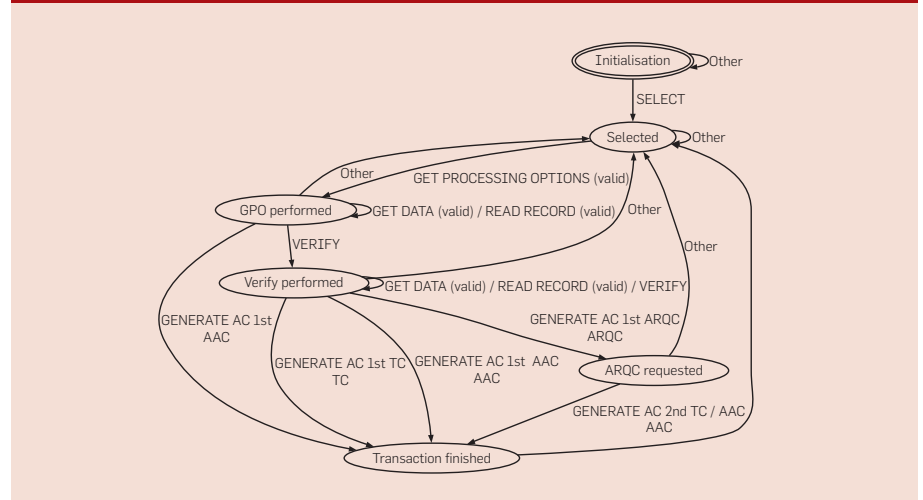 Initialisation
Other
SELECT
Selected
Other
Other
GET PROCESSING OPTIONS (valid)
GPO performed
GET DATA (valid) / READ RECORD (valid)
Other
VERIFY
Other
Verify performed
GET DATA (valid) / READ RECORD (valid) / VERIFY
GENERATE AC 1st
AAC
GENERATE AC 1st ARQC
ARQC
GENERATE AC 1st TC
TC
GENERATE AC 1st AAC
AAC
ARQC requested
GENERATE AC 2nd TC / AAC
AAC
Transaction finished